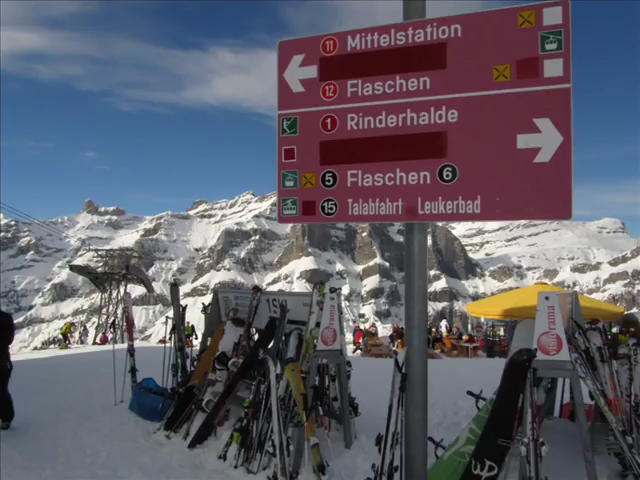 11 Mittelstation
12 Flaschen
1 Rinderhalde
5 Flaschen 6
15 Talabfahrt Leukerbad